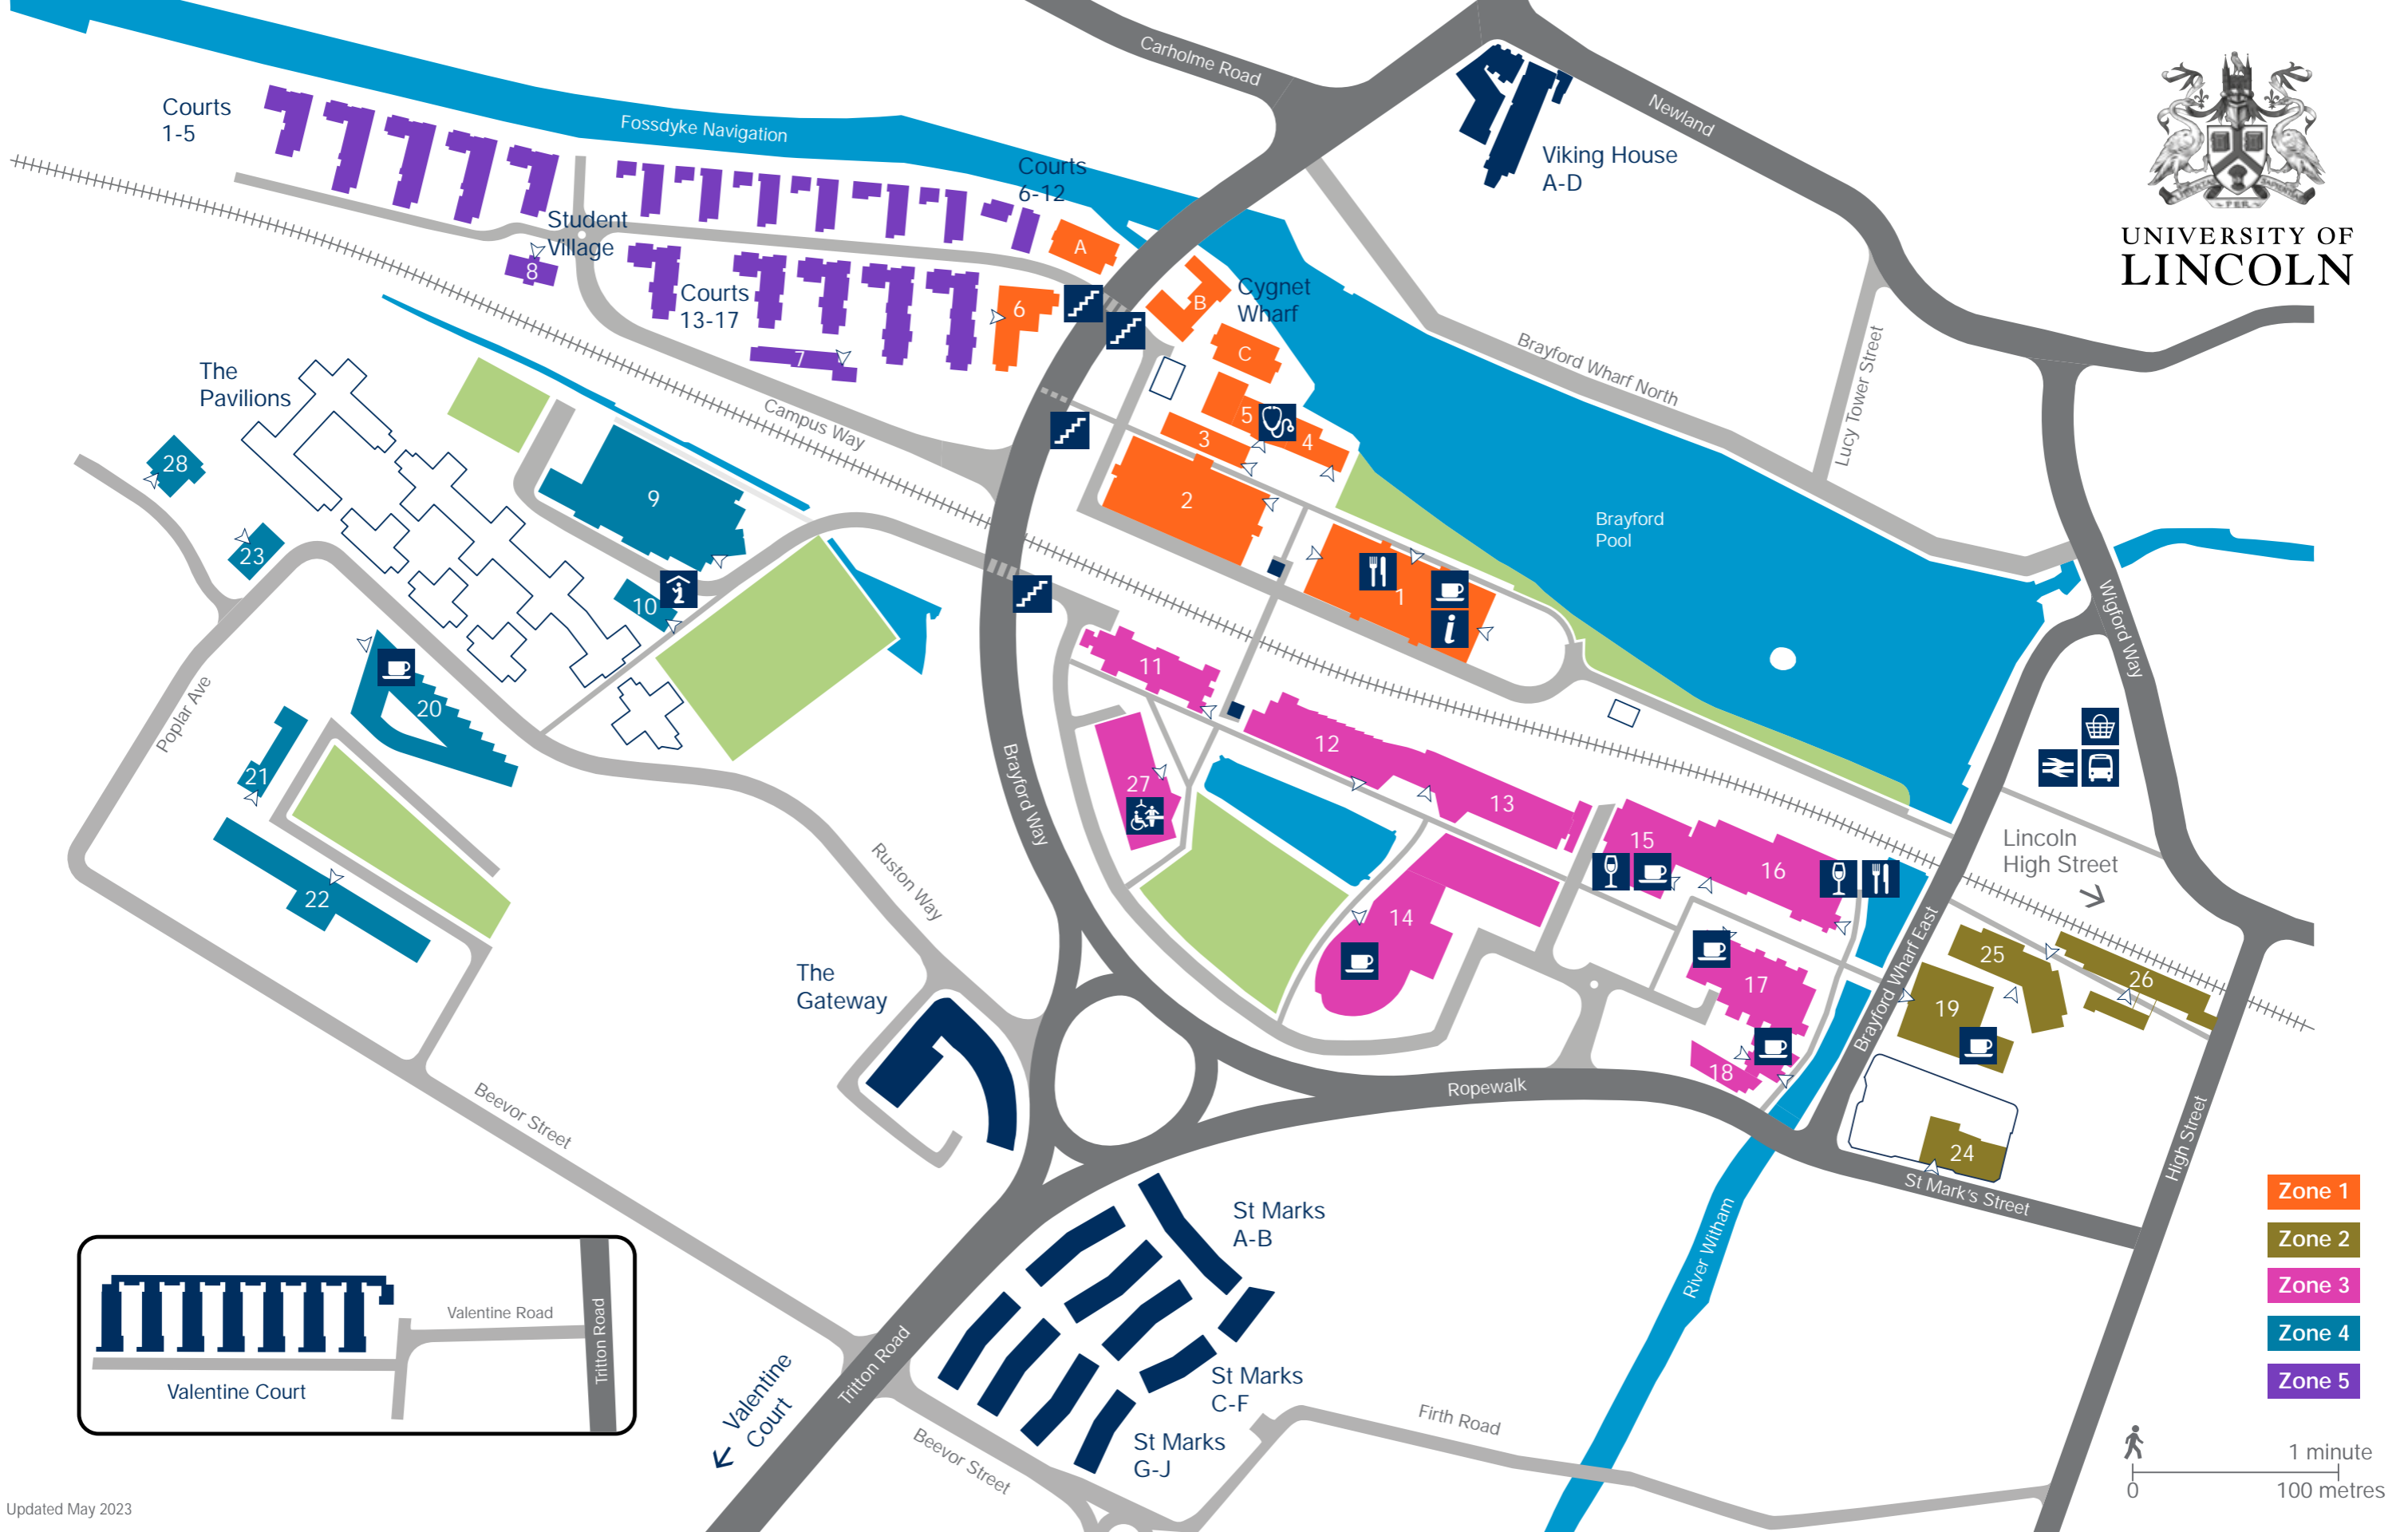 Carholme Road
Newland
Courts
1-5
Fossdyke Navigation
Courts
6-12
Viking House
A-D
UNIVERSITY OF
LINCOLN
Student
Village
8
A
B
Cygnet
Wharf
Courts
13-17
6
C
7
Brayford Wharf North
Lucy Tower Street
The
Pavilions
Campus Way
5
3
4
28
9
2
Brayford
Pool
23
10
1
i
Wigford Way
11
Poplar Ave
20
21
12
27
13
Brayford Way
15
16
Lincoln
High Street
22
Ruston Way
14
17
25
26
19
Brayford Wharf East
The
Gateway
18
Ropewalk
Beevor Street
24
St Mark's Street
High Street
Zone 1
Zone 2
Zone 3
Zone 4
Zone 5
St Marks
A-B
River Witham
Valentine Road
Tritton Road
Valentine Court
Tritton Road
Valentine
Court
St Marks
C-F
St Marks
G-J
Firth Road
Beevor Street
1 minute
0
100 metres
Updated May 2023